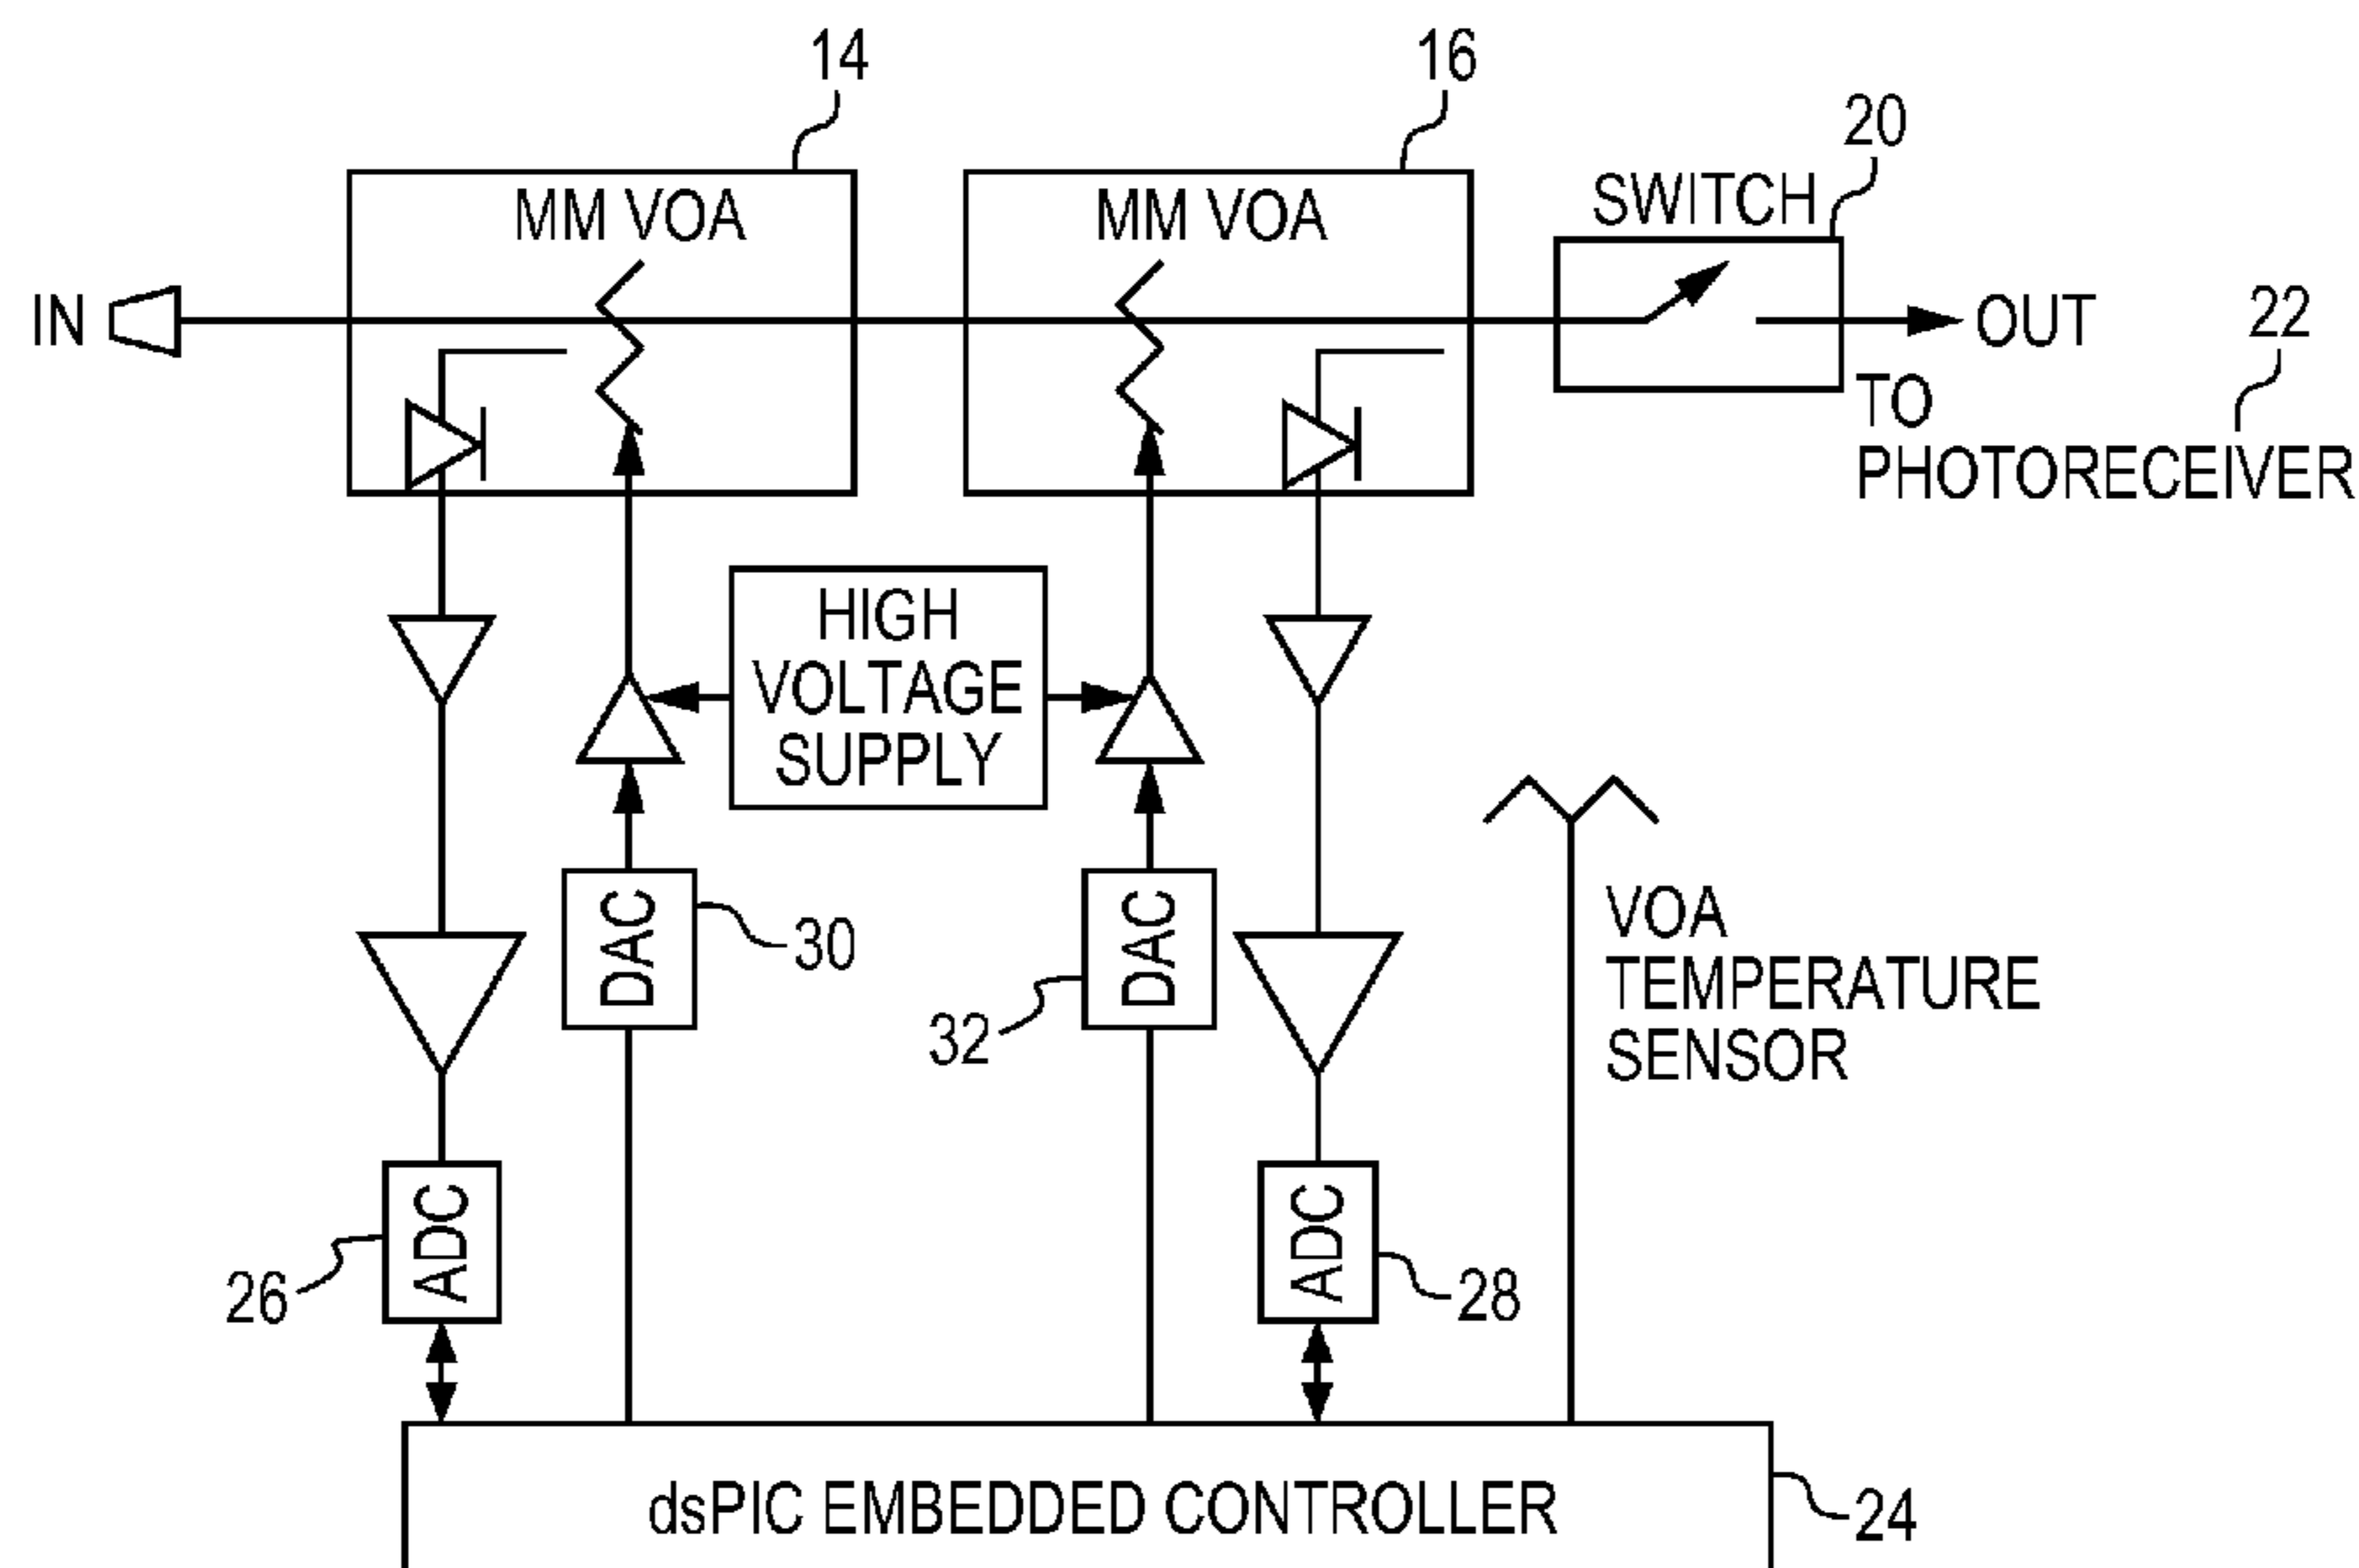 14
16
20
MM VOA
MM VOA
SWITCH
IN
OUT
22
TO
PHOTORECEIVER
HIGH
VOLTAGE
SUPPLY
DAC
30
DAC
32
VOA
TEMPERATURE
SENSOR
ADC
26
ADC
28
dsPIC EMBEDDED CONTROLLER
24